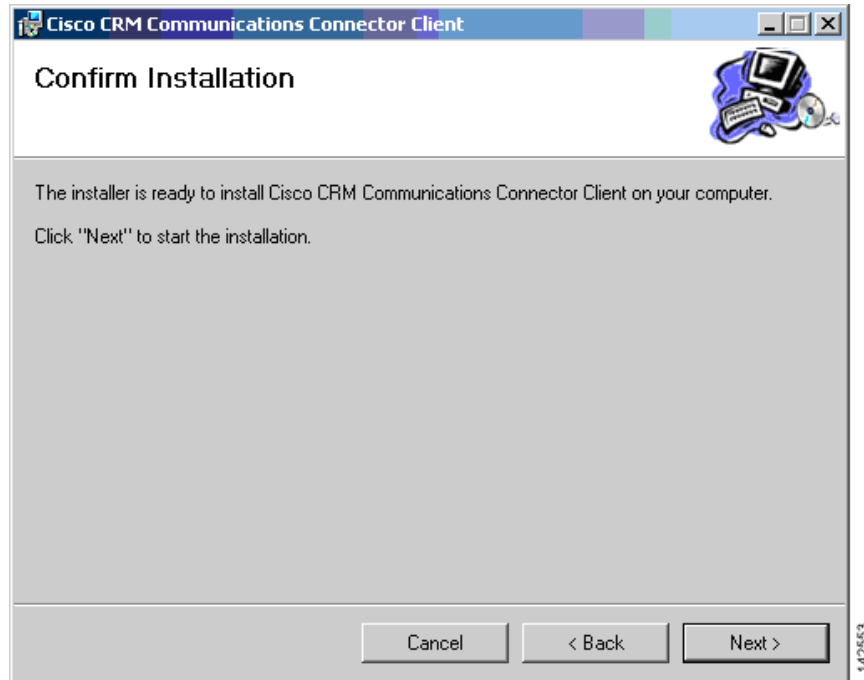 Cisco CRM Communications Connector Client
Confirm Installation
The installer is ready to install Cisco CRM Communications Connector Client on your computer.
Click "Next" to start the installation.
Cancel
< Back
Next >
142553